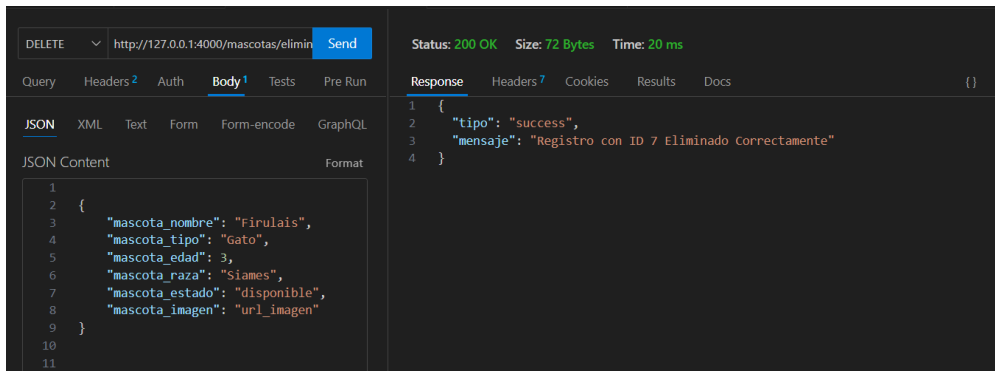 DELETE http://127.0.0.1:4000/mascotas/elimin Send
Query Headers 2 Auth Body 1 Tests Pre Run
JSON XML Text Form Form-encode GraphQL
JSON Content Format
1
2 {
3 "mascota_nombre": "Firulais",
4 "mascota_tipo": "Gato",
5 "mascota_edad": 3,
6 "mascota_raza": "Siames",
7 "mascota_estado": "disponible",
8 "mascota_imagen": "url_imagen"
9 }
10
11
Status: 200 OK Size: 72 Bytes Time: 20 ms
Response Headers 7 Cookies Results Docs { }
1 {
2 "tipo": "success",
3 "mensaje": "Registro con ID 7 Eliminado Correctamente"
4 }